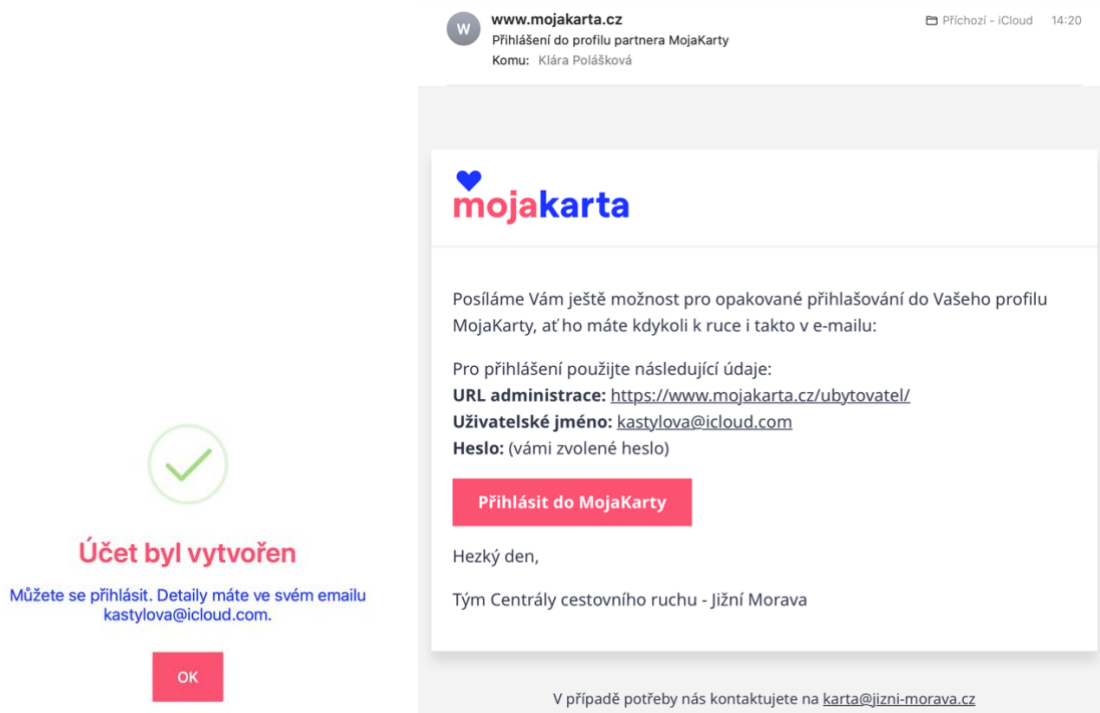 Účet byl vytvořen
Můžete se přihlásit. Detaily máte ve svém emailu
kastylova@icloud.com.
OK
W
www.mojakarta.cz
Příchozí - iCloud 14:20
Přihlášení do profilu partnera MojaKarty
Komu: Klára Polášková
mojakarta
Posíláme Vám ještě možnost pro opakované přihlašování do Vašeho profilu
MojaKarty, ať ho máte kdykoli k ruce i takto v e-mailu:
Pro přihlášení použijte následující údaje:
URL administrace: https://www.mojakarta.cz/ubytovatel/
Uživatelské jméno: kastylova@icloud.com
Heslo: (vámi zvolené heslo)
Přihlásit do MojaKarty
Hezký den,
Tým Centrály cestovního ruchu - Jižní Morava
V případě potřeby nás kontaktujete na karta@jizni-morava.cz